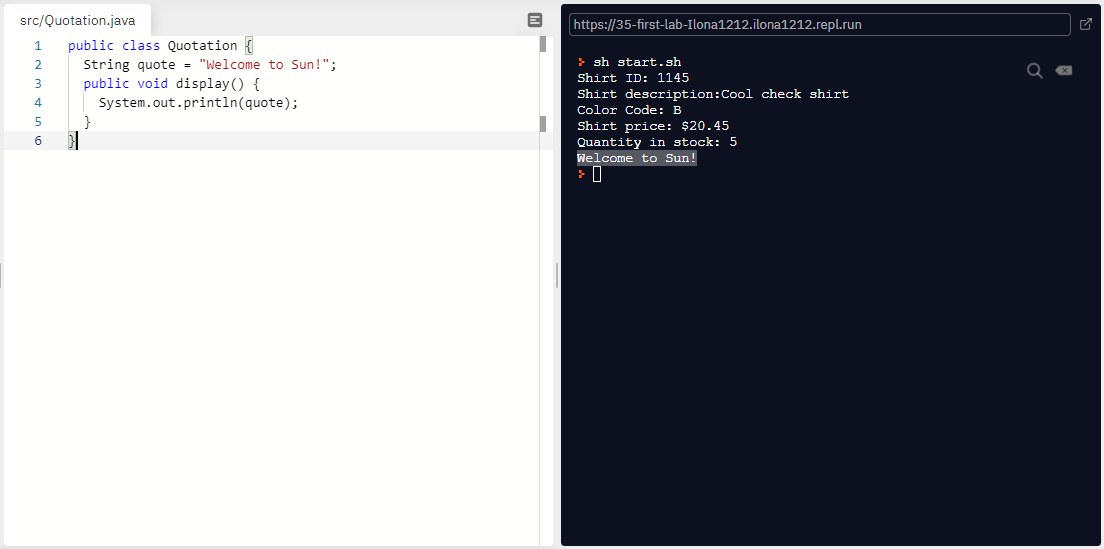 src/Quotation.java
1 public class Quotation {
2 String quote = "Welcome to Sun!";
3 public void display() {
4 System.out.println(quote);
5 }
6 }
https://35-first-lab-Ilona1212.ilona1212.repl.run
sh start.sh
Shirt ID: 1145
Shirt description:Cool check shirt
Color Code: B
Shirt price: $20.45
Quantity in stock: 5
Welcome to Sun!